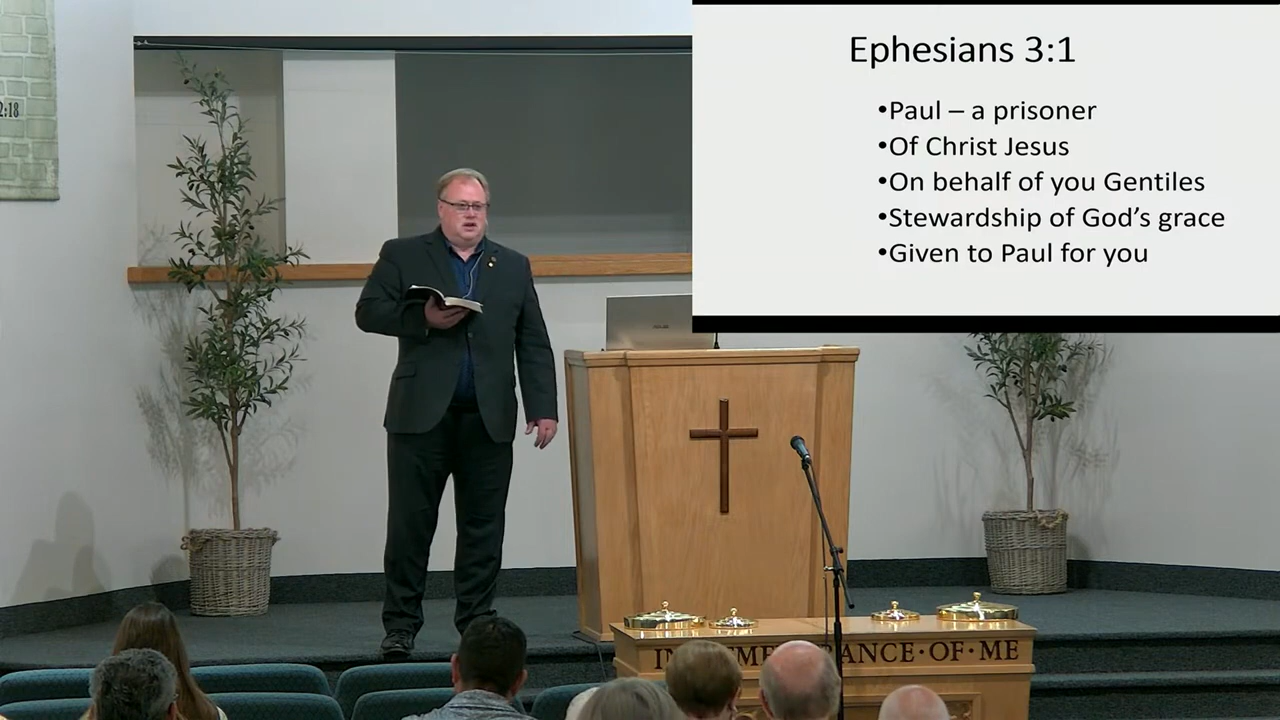 2:18
Ephesians 3:1
•Paul – a prisoner
•Of Christ Jesus
•On behalf of you Gentiles
•Stewardship of God's grace
•Given to Paul for you
OF·ME